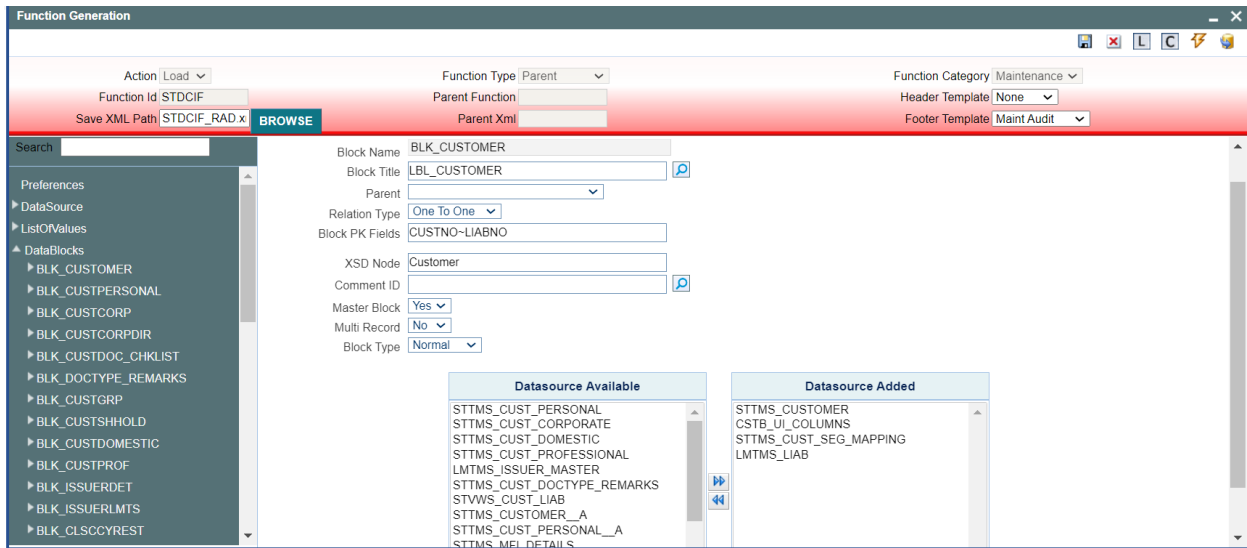 Function Generation
L C
Action Load
Function Type Parent
Function Category Maintenance
Function Id STDCIF
Parent Function
Header Template None
Save XML Path STDCIF_RAD.x
BROWSE
Parent Xml
Footer Template Maint Audit
Search
Preferences
DataSource
ListOfValues
DataBlocks
BLK_CUSTOMER
BLK_CUSTPERSONAL
BLK_CUSTCORP
BLK_CUSTCORPDIR
BLK_CUSTDOC_CHKLIST
BLK_DOCTYPE_REMARKS
BLK_CUSTGRP
BLK_CUSTSHHOLD
BLK_CUSTDOMESTIC
BLK_CUSTPROF
BLK_ISSUERDET
BLK_ISSUERLMTS
BLK_CLSCCYREST
Block Name BLK_CUSTOMER
Block Title LBL_CUSTOMER
Parent
Relation Type One To One
Block PK Fields CUSTNO~LIABNO
XSD Node Customer
Comment ID
Master Block Yes
Multi Record No
Block Type Normal
Datasource Available
STTMS_CUST_PERSONAL
STTMS_CUST_CORPORATE
STTMS_CUST_DOMESTIC
STTMS_CUST_PROFESSIONAL
LMTMS_ISSUER_MASTER
STTMS_CUST_DOCTYPE_REMARKS
STVWS_CUST_LIAB
STTMS_CUSTOMER__A
STTMS_CUST_PERSONAL__A
STTMS_MFI_DETAILS
Datasource Added
STTMS_CUSTOMER
CSTB_UI_COLUMNS
STTMS_CUST_SEG_MAPPING
LMTMS_LIAB